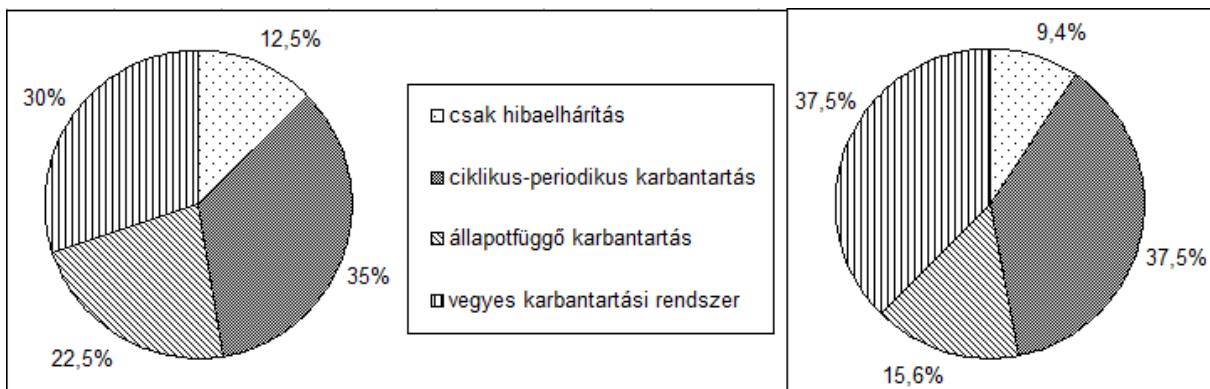 12,5%
30%
35%
22,5%
csak hibaelhárítás
ciklikus-periodikus karbantartás
állapotfüggő karbantartás
vegyes karbantartási rendszer
9,4%
37,5%
37,5%
15,6%